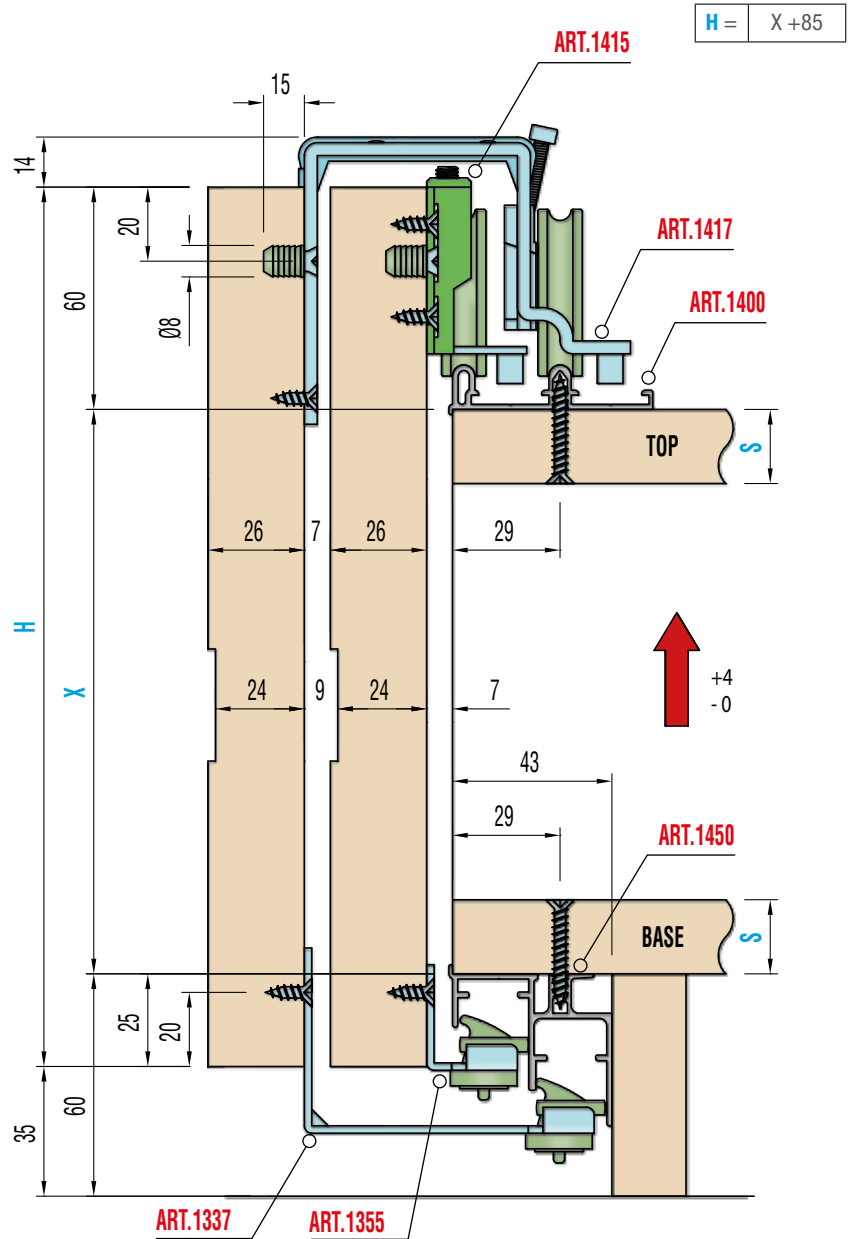 H = X +85
ART.1415
15
14
20
60
Ø8
ART.1417
ART.1400
TOP
S
26 7 26 29
H
X
24 9 24 7
+4
- 0
43
29
ART.1450
BASE
S
25
20
60
35
ART.1337
ART.1355